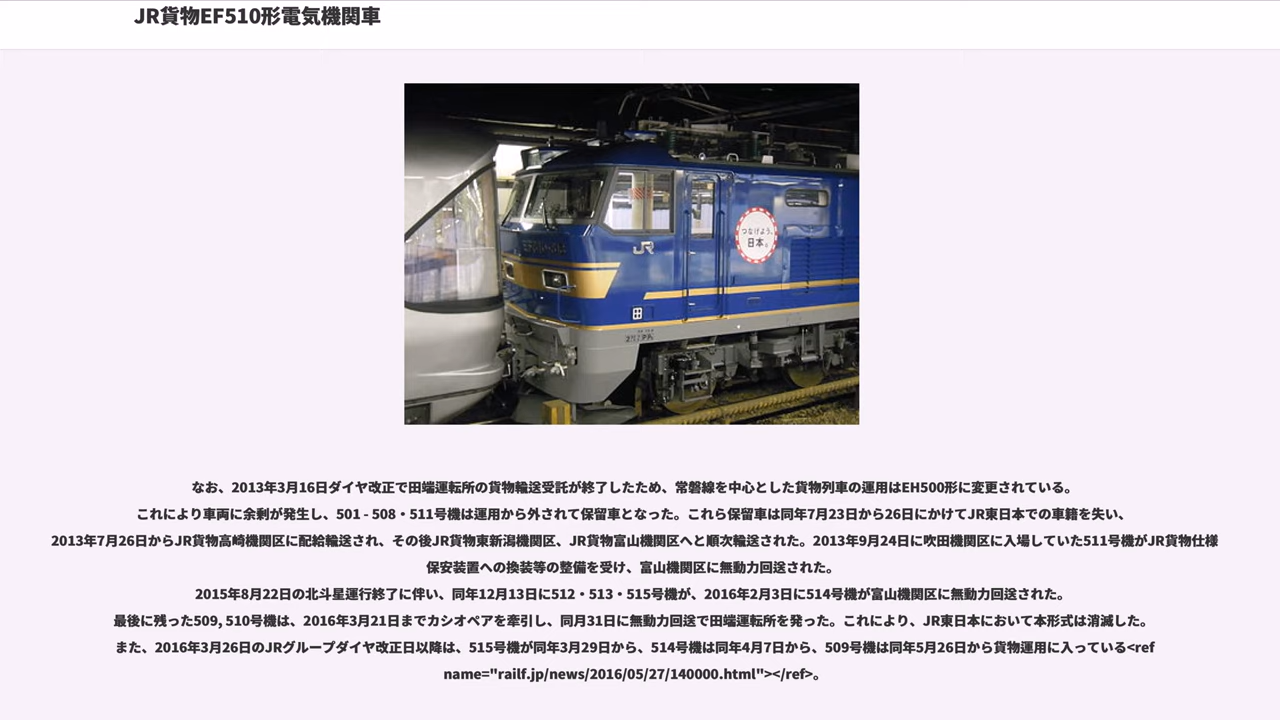 JR貨物EF510形電気機関車
つなげよう、
日本。
JR
なお、2013年3月16日ダイヤ改正で田端運転所の貨物輸送受託が終了したため、常磐線を中心とした貨物列車の運用はEH500形に変更されている。
これにより車両に余剰が発生し、501 - 508・511号機は運用から外されて保留車となった。これら保留車は同年7月23日から26日にかけてJR東日本での車籍を失い、
2013年7月26日からJR貨物高崎機関区に配給輸送され、その後JR貨物東新潟機関区、JR貨物富山機関区へと順次輸送された。2013年9月24日に吹田機関区に入場していた511号機がJR貨物仕様
保安装置への換装等の整備を受け、富山機関区に無動力回送された。
2015年8月22日の北斗星運行終了に伴い、同年12月13日に512・513・515号機が、2016年2月3日に514号機が富山機関区に無動力回送された。
最後に残った509, 510号機は、2016年3月21日までカシオペアを牽引し、同月31日に無動力回送で田端運転所を発った。これにより、JR東日本において本形式は消滅した。
また、2016年3月26日のJRグループダイヤ改正日以降は、515号機が同年3月29日から、514号機は同年4月7日から、509号機は同年5月26日から貨物運用に入っている<ref
name="railf.jp/news/2016/05/27/140000.html"></ref>。